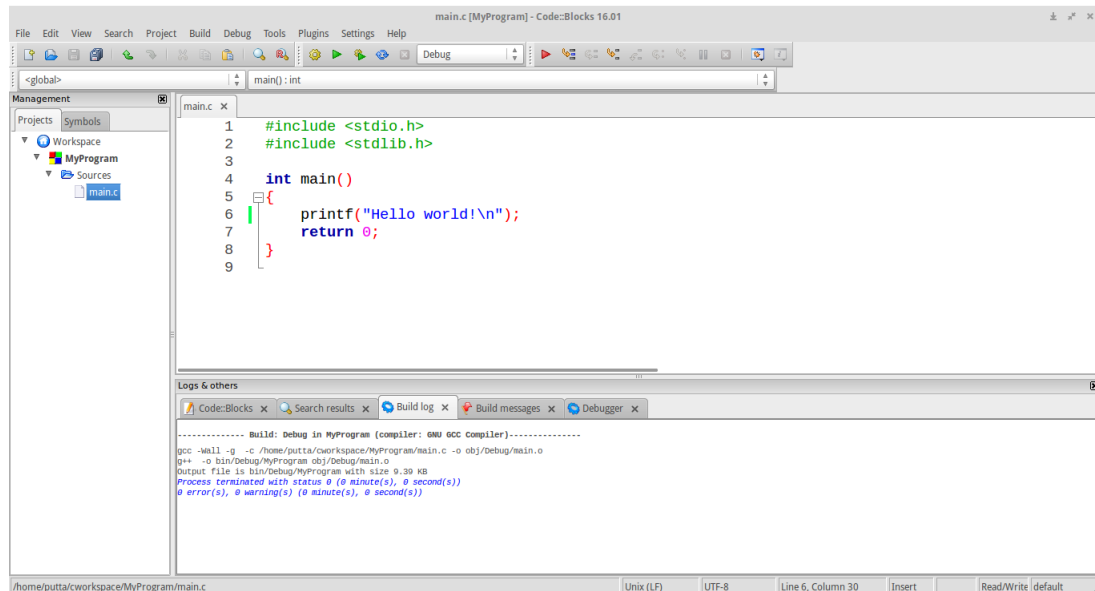 main.c [MyProgram] - Code::Blocks 16.01
File Edit View Search Project Build Debug Tools Plugins Settings Help
Debug
<global> main() : int
Management
Projects Symbols
Workspace
MyProgram
Sources
main.c
main.c
1 #include <stdio.h>
2 #include <stdlib.h>
3
4 int main()
5 {
6 printf("Hello world!\n");
7 return 0;
8 }
9
Logs & others
Code::Blocks Search results Build log Build messages Debugger
-------------- Build: Debug in MyProgram (compiler: GNU GCC Compiler)---------------
gcc -Wall -g -c /home/putta/cworkspace/MyProgram/main.c -o obj/Debug/main.o
g++ -o bin/Debug/MyProgram obj/Debug/main.o
Output file is bin/Debug/MyProgram with size 9.39 KB
Process terminated with status 0 (0 minute(s), 0 second(s))
0 error(s), 0 warning(s) (0 minute(s), 0 second(s))
/home/putta/cworkspace/MyProgram/main.c Unix (LF) UTF-8 Line 6, Column 30 Insert Read/Write default